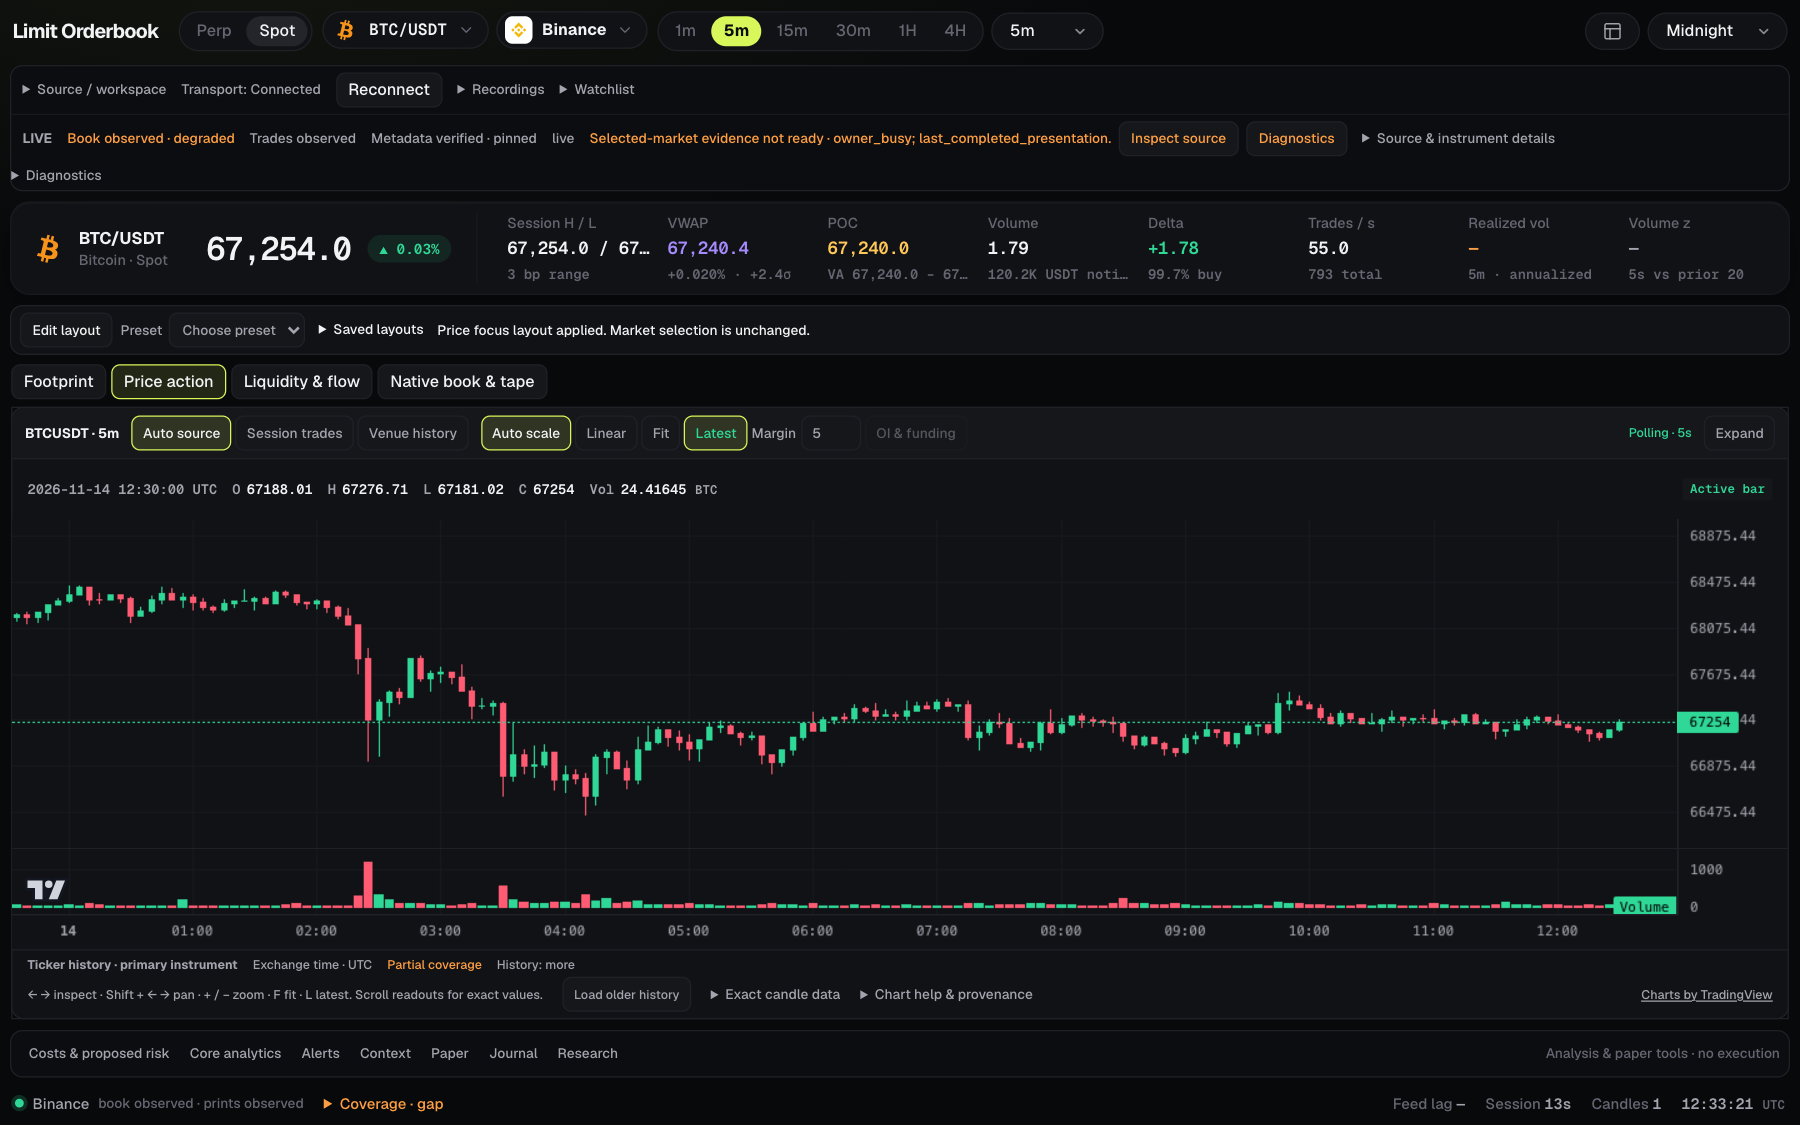 Limit Orderbook Perp Spot BTC/USDT Binance 1m 5m 15m 30m 1H 4H 5m Midnight
Source / workspace Transport: Connected Reconnect Recordings Watchlist
LIVE Book observed · degraded Trades observed Metadata verified · pinned live Selected-market evidence not ready · owner_busy; last_completed_presentation. Inspect source Diagnostics Source & instrument details
Diagnostics
Session H / L VWAP POC Volume Delta Trades / s Realized vol Volume z
BTC/USDT 67,254.0 ▲ 0.03% 67,254.0 / 67… 67,240.4 67,240.0 1.79 +1.78 55.0 – –
Bitcoin · Spot 3 bp range +0.020% · +2.4σ VA 67,240.0 – 67… 120.2K USDT noti… 99.7% buy 793 total 5m · annualized 5s vs prior 20
Edit layout Preset Choose preset Saved layouts Price focus layout applied. Market selection is unchanged.
Footprint Price action Liquidity & flow Native book & tape
BTCUSDT · 5m Auto source Session trades Venue history Auto scale Linear Fit Latest Margin 5 OI & funding Polling · 5s Expand
2026-11-14 12:30:00 UTC O 67188.01 H 67276.71 L 67181.02 C 67254 Vol 24.41645 BTC Active bar
68875.44
68475.44
68075.44
67675.44
67254 44
66875.44
66475.44
1000
Volume 0
14 01:00 02:00 03:00 04:00 05:00 06:00 07:00 08:00 09:00 10:00 11:00 12:00
Ticker history · primary instrument Exchange time · UTC Partial coverage History: more
←→ inspect · Shift + ←→ pan · + / − zoom · F fit · L latest. Scroll readouts for exact values. Load older history Exact candle data Chart help & provenance Charts by TradingView
Costs & proposed risk Core analytics Alerts Context Paper Journal Research Analysis & paper tools · no execution
Binance book observed · prints observed Coverage · gap Feed lag – Session 13s Candles 1 12:33:21 UTC